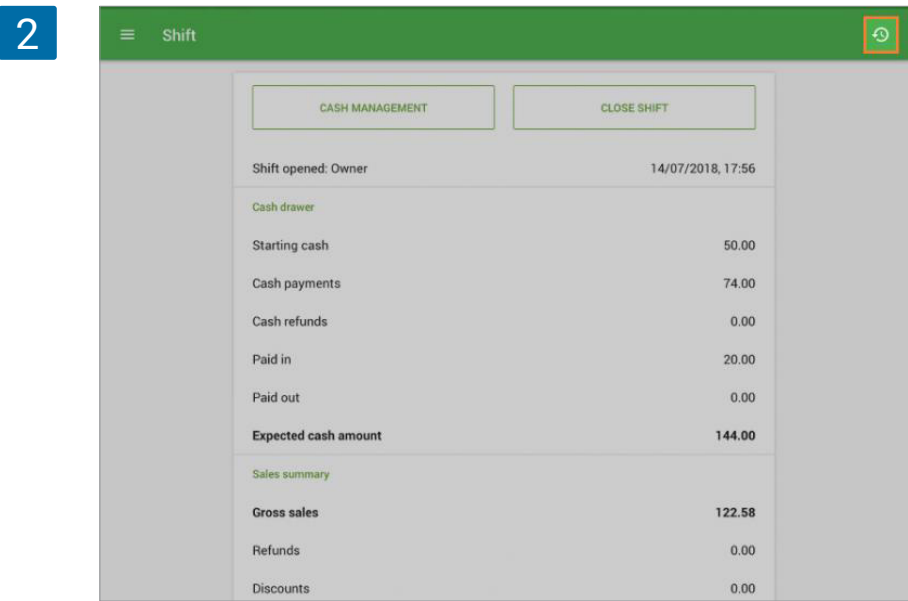 2
Shift
CASH MANAGEMENT CLOSE SHIFT
Shift opened: Owner 14/07/2018, 17:56
Cash drawer
Starting cash 50.00
Cash payments 74.00
Cash refunds 0.00
Paid in 20.00
Paid out 0.00
Expected cash amount 144.00
Sales summary
Gross sales 122.58
Refunds 0.00
Discounts 0.00